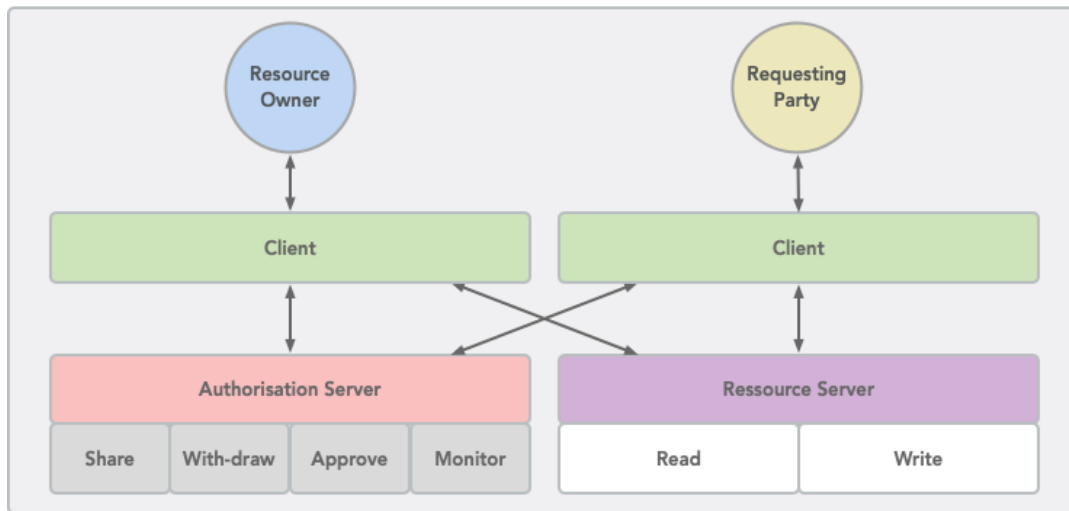 Resource
Owner
Requesting
Party
Client
Client
Authorisation Server
Ressource Server
Share
With-draw
Approve
Monitor
Read
Write